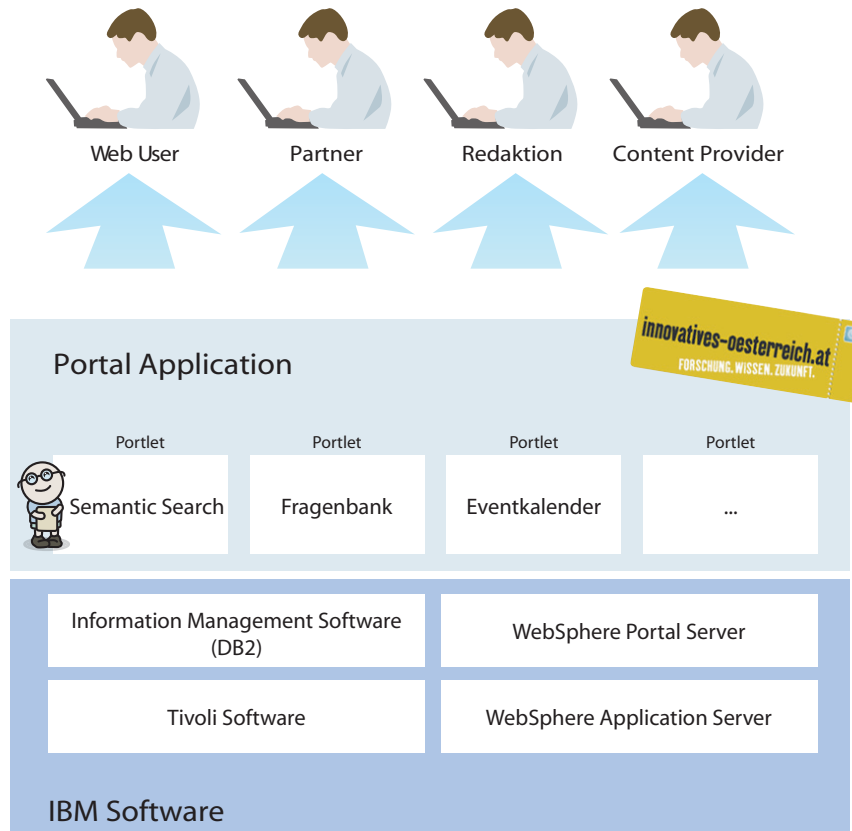 Web User
Partner
Redaktion
Content Provider
innovatives-oesterreich.at
FORSCHUNG. WISSEN. ZUKUNFT.
Portal Application
Portlet
Portlet
Portlet
Portlet
Semantic Search
Fragenbank
Eventkalender
...
Information Management Software
(DB2)
WebSphere Portal Server
Tivoli Software
WebSphere Application Server
IBM Software